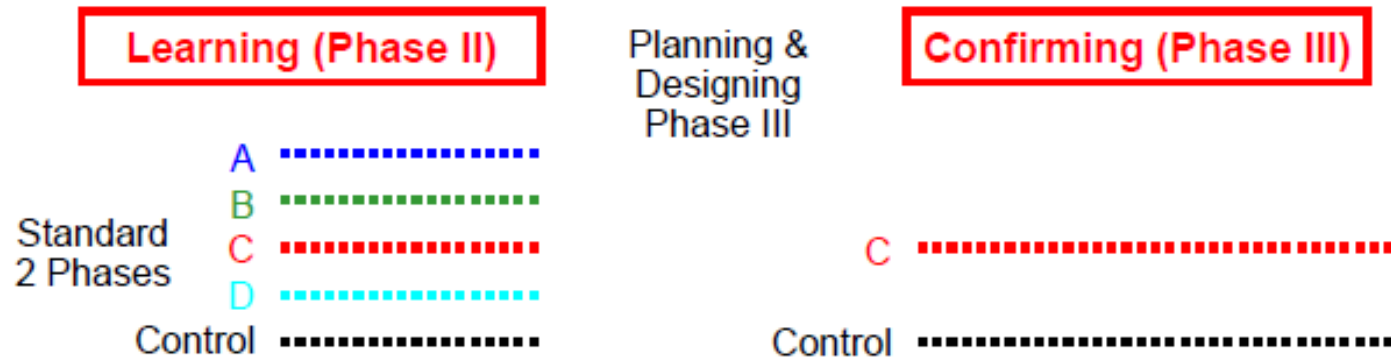 Learning (Phase II)
Planning &
Designing
Phase III
Confirming (Phase III)
Standard
2 Phases
A
B
C
D
Control
C
Control